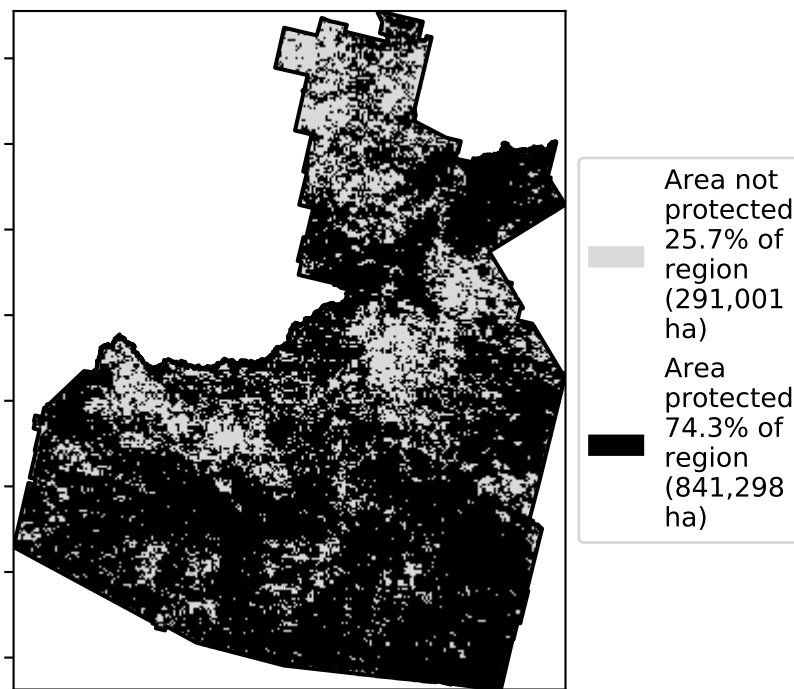 Area not
protected
25.7% of
region
(291,001
ha)
Area
protected
74.3% of
region
(841,298
ha)